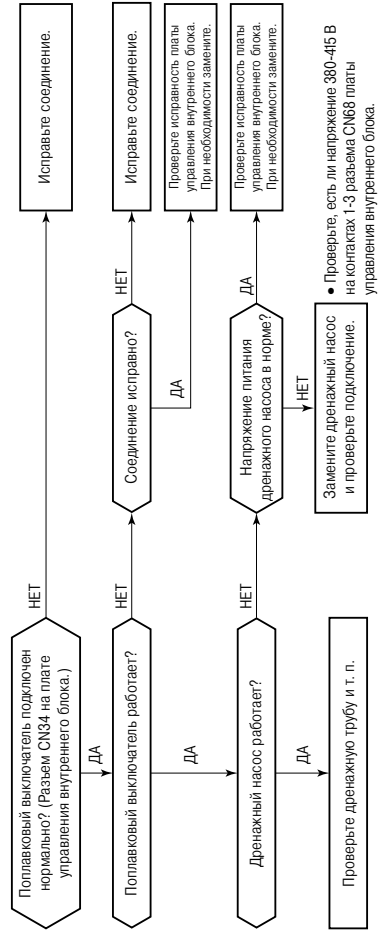 Поплавковый выключатель подключен
нормально? (Разъем CN34 на плате
управления внутреннего блока.)
НЕТ
Исправьте соединение.
ДА
Поплавковый выключатель работает?
НЕТ
Соединение исправно?
НЕТ
Исправьте соединение.
ДА
Проверьте исправность платы
управления внутреннего блока.
При необходимости замените.
ДА
Дренажный насос работает?
НЕТ
Напряжение питания
дренажного насоса в норме?
ДА
Проверьте исправность платы
управления внутреннего блока.
При необходимости замените.
НЕТ
Замените дренажный насос
и проверьте подключение.
• Проверьте, есть ли напряжение 380-415 В
на контактах 1-3 разъема CN68 платы
управления внутреннего блока.
ДА
Проверьте дренажную трубу и т. п.